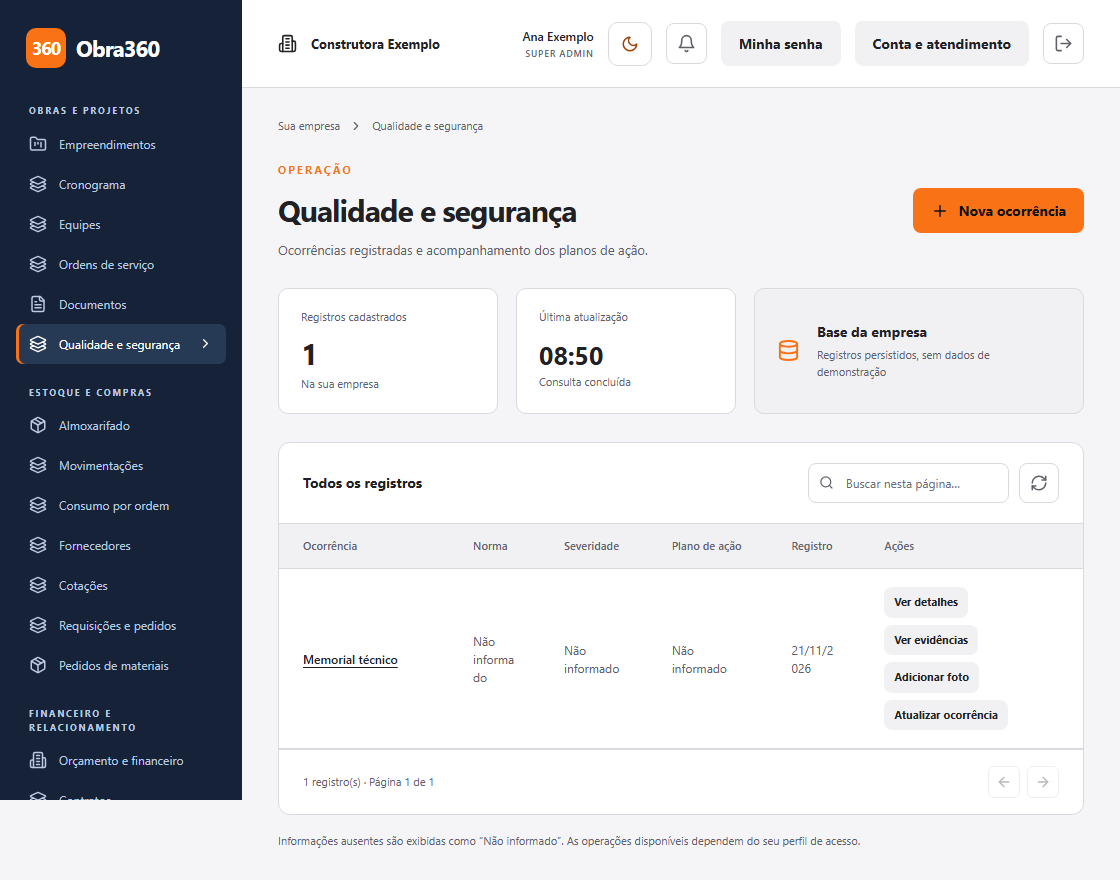 360 Obra360
OBRAS E PROJETOS
Empreendimentos
Cronograma
Equipes
Ordens de serviço
Documentos
Qualidade e segurança
ESTOQUE E COMPRAS
Almoxarifado
Movimentações
Consumo por ordem
Fornecedores
Cotações
Requisições e pedidos
Pedidos de materiais
FINANCEIRO E
RELACIONAMENTO
Orçamento e financeiro
Contratos
Construtora Exemplo
Ana Exemplo
SUPER ADMIN
Minha senha
Conta e atendimento
Sua empresa
Qualidade e segurança
OPERAÇÃO
Qualidade e segurança
Ocorrências registradas e acompanhamento dos planos de ação.
Nova ocorrência
Registros cadastrados
1
Na sua empresa
Última atualização
08:50
Consulta concluída
Base da empresa
Registros persistidos, sem dados de
demonstração
Todos os registros
Buscar nesta página...
Ocorrência Norma Severidade Plano de ação Registro Ações
Memorial técnico
Não
informa
do
Não
informado
Não
informado
21/11/2
026
Ver detalhes
Ver evidências
Adicionar foto
Atualizar ocorrência
1 registro(s) · Página 1 de 1
Informações ausentes são exibidas como “Não informado”. As operações disponíveis dependem do seu perfil de acesso.